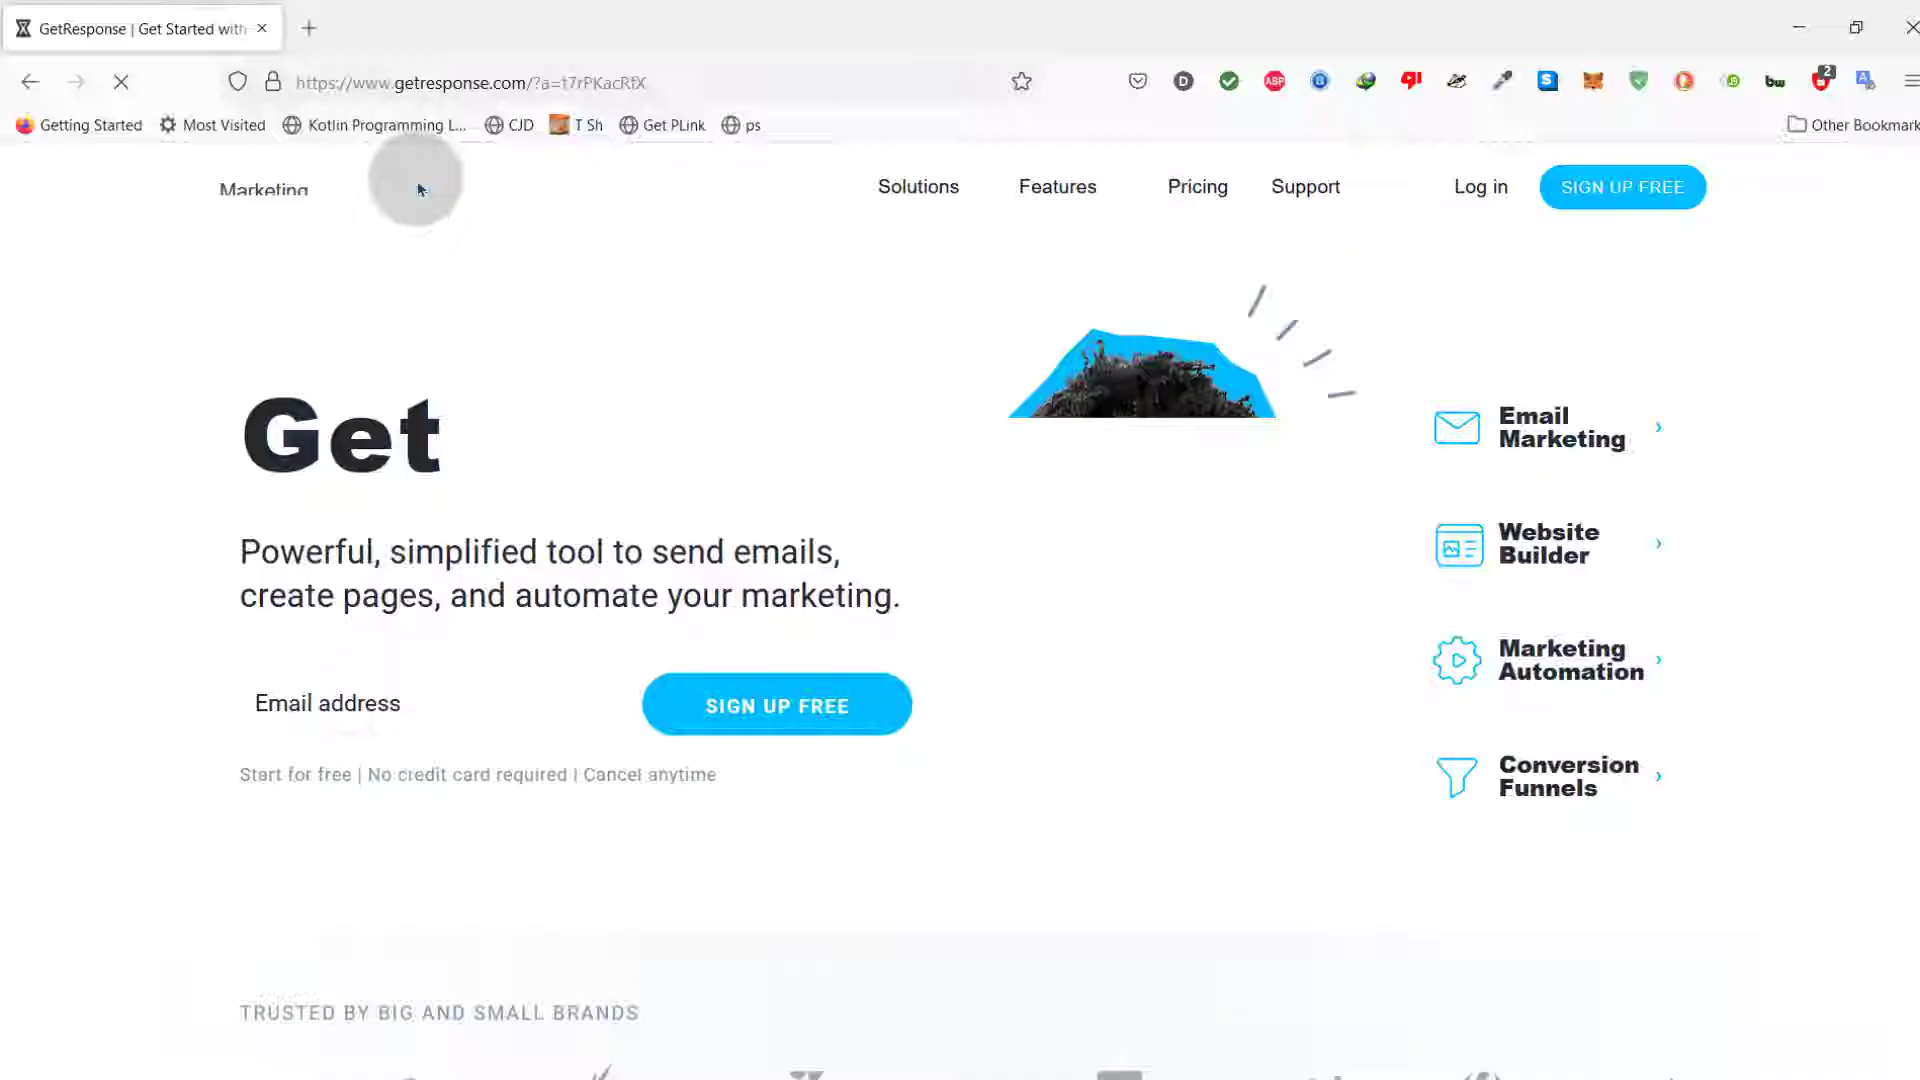 GetResponse | Get Started with
https://www.getresponse.com/?a=t7rPKacRfX
D
ASP
S
bw
2
A
Getting Started
Most Visited
Kotlin Programming L...
CJD
T Sh
Get PLink
ps
Other Bookmark
Marketing
Solutions
Features
Pricing
Support
Log in
SIGN UP FREE
Get
Powerful, simplified tool to send emails,
create pages, and automate your marketing.
Email address
SIGN UP FREE
Start for free | No credit card required | Cancel anytime
Email
Marketing
Website
Builder
Marketing
Automation
Conversion
Funnels
TRUSTED BY BIG AND SMALL BRANDS